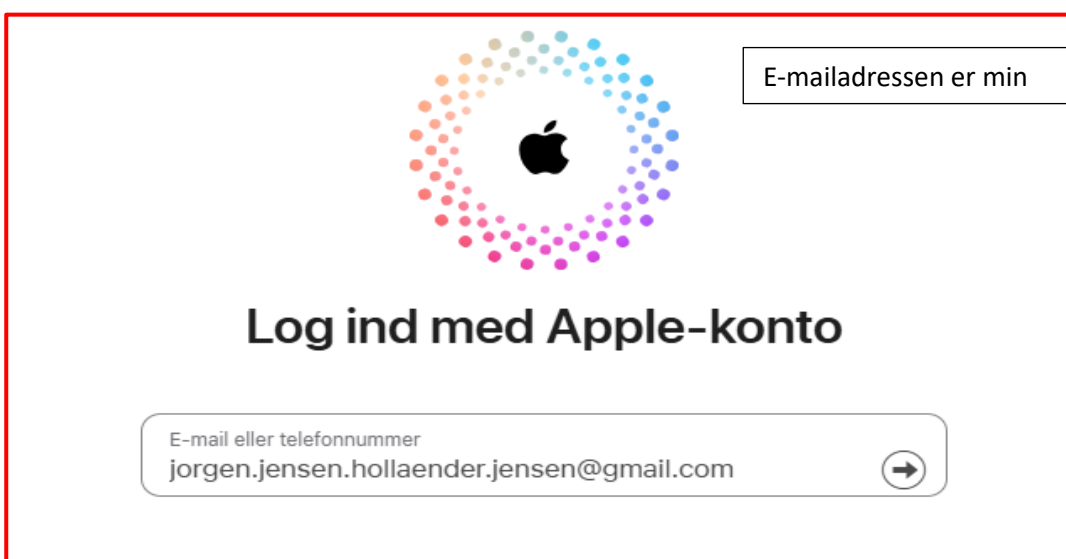 E-mailadressen er min
Log ind med Apple-konto
E-mail eller telefonnummer
jorgen.jensen.hollaender.jensen@gmail.com